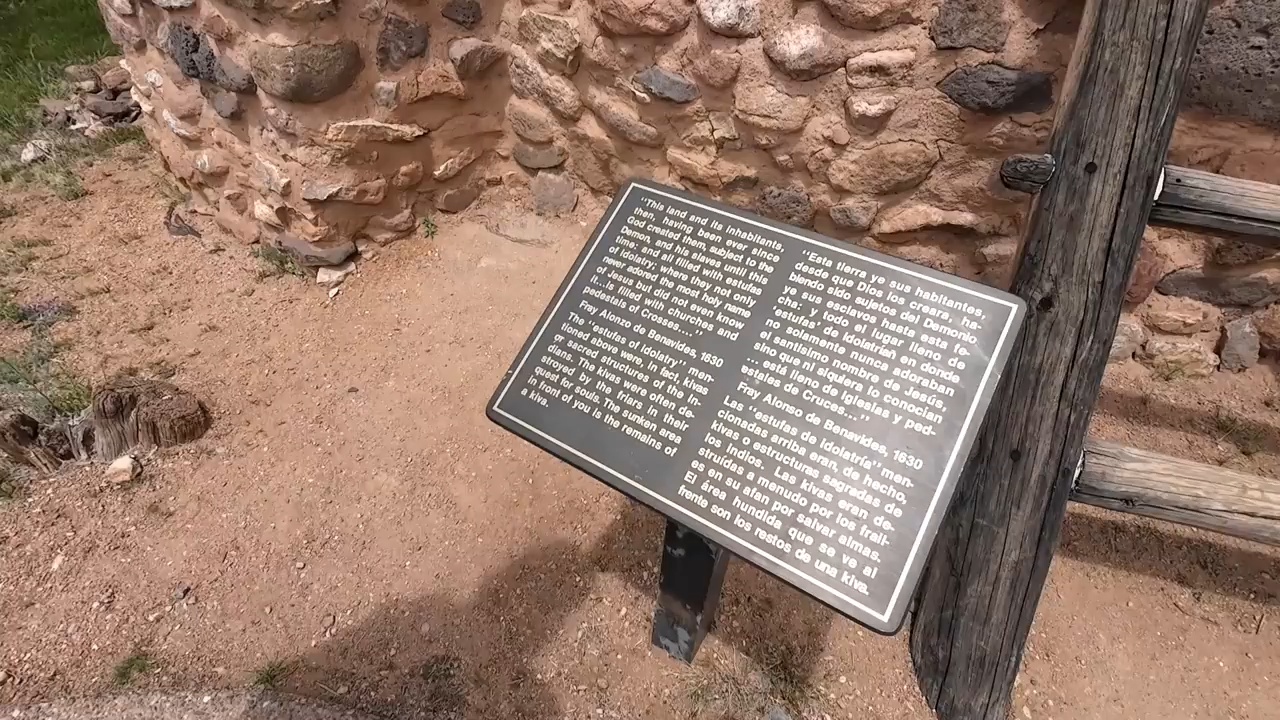 "This land and its inhabitants,
then, having been ever since
God created them, subject to the
Demon, and his slaves until this
time; and all filled with estufas
of idolatry; where they not only
never adored the most holy name
of Jesus but did not even know
it...is filled with churches and
pedestals of Crosses...."
Fray Alonzo de Benavides, 1630
The "estufas of idolatry" men-
tioned above were, in fact, kivas
or sacred structures of the In-
dians. The kivas were often de-
stroyed by the friars in their
quest for souls. The sunken area
in front of you is the remains of
a kiva.
"Esta tierra ye sus habitantes,
desde que Dios los creara, ha-
biendo sido sujetos del Demonio
ye sus esclavos hasta esta fe-
cha; y todo el lugar lleno de
'estufas' de idolatríañ en donde
no solamente nunca adoraban
el santísimo nombre de Jesús,
sino que ni siquiera lo conocían
... está lleno de iglesias y ped-
estales de Cruces..."
Fray Alonso de Benavides, 1630
Las "estufas de idolatría" men-
cionadas arriba eran, de hecho,
kivas o estructuras sagradas de
los indios. Las kivas eran de-
struídas a menudo por los frail-
es en su afan por salvar almas.
El área hundida que se ve al
frente son los restos de una kiva.